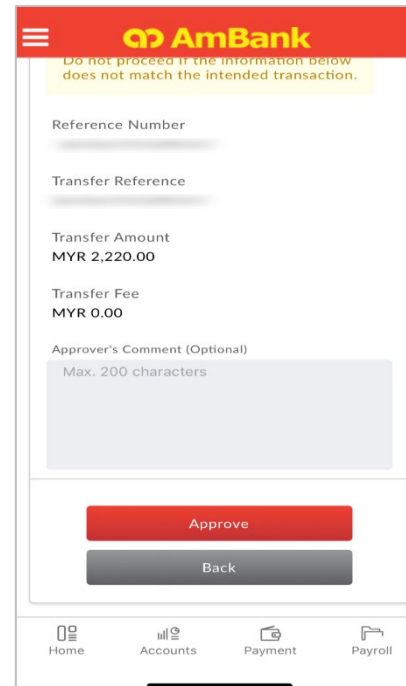 AmBank
Do not proceed if the information below
does not match the intended transaction.
Reference Number
Transfer Reference
Transfer Amount
MYR 2,220.00
Transfer Fee
MYR 0.00
Approver's Comment (Optional)
Max. 200 characters
Approve
Back
Home Accounts Payment Payroll